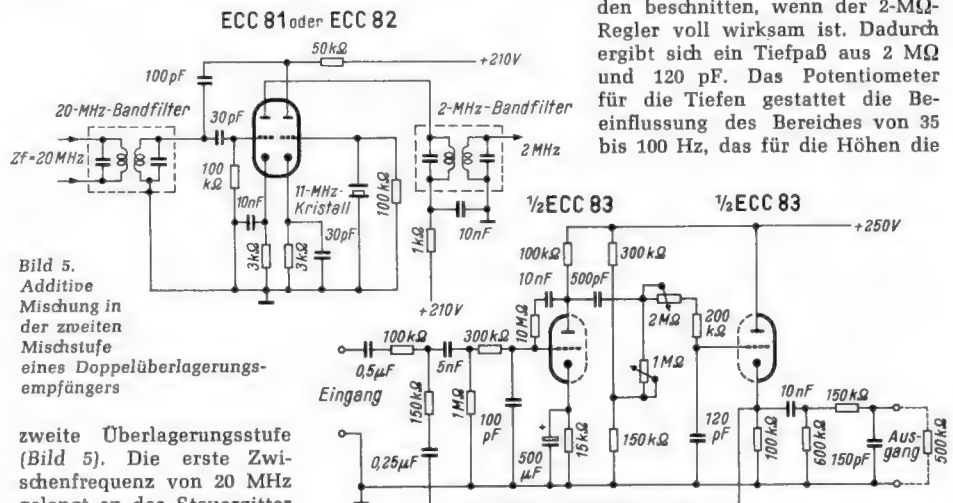 ECC 81 oder ECC 82
50kΩ
+210V
100pF
20-MHz-Bandfilter
30pF
2-MHz-Bandfilter
Zf=20MHz
2MHz
100
kΩ
10nF
11-MHz-
Kristall
100kΩ
30pF
3kΩ
3kΩ
1kΩ
10nF
+210V
Bild 5.
Additive
Mischung in
der zweiten
Mischstufe
eines Doppelüberlagerungs-
empfängers
zweite Überlagerungsstufe
(Bild 5). Die erste Zwi-
schenfrequenz von 20 MHz
gelangt an das Steuergitter
den beschnitten, wenn der 2-MΩ-
Regler voll wirksam ist. Dadurch
ergibt sich ein Tiefpaß aus 2 MΩ
und 120 pF. Das Potentiometer
für die Tiefen gestattet die Be-
einflussung des Bereiches von 35
bis 100 Hz, das für die Höhen die
½ECC 83
½ECC 83
+250V
100kΩ
300kΩ
10nF
500pF
10MΩ
2MΩ
200
kΩ
1MΩ
100kΩ
300kΩ
0,5µF
5nF
Eingang
150kΩ
1MΩ
100
pF
0,25µF
+
500
µF
15kΩ
150kΩ
120
pF
10nF
150kΩ
100kΩ
600kΩ
150pF
Aus-
gang
500kΩ